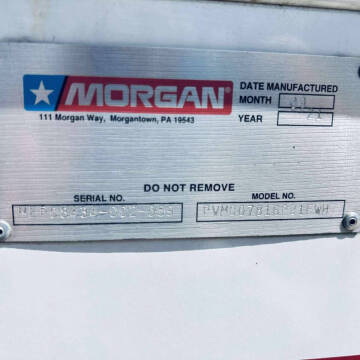 MORGAN®
111 Morgan Way, Morgantown, PA 19543
DATE MANUFACTURED
MONTH
YEAR
DO NOT REMOVE
SERIAL NO.
MODEL NO.